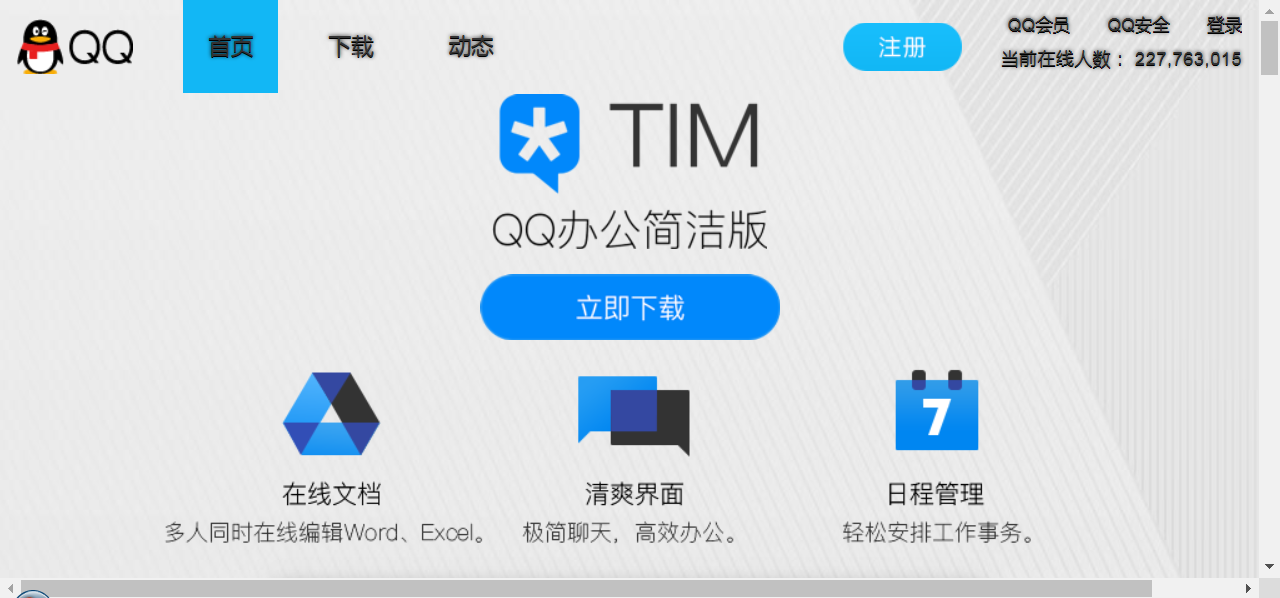 QQ 首页 下载 动态 注册 QQ会员 QQ安全 登录
当前在线人数：227,763,015
TIM
QQ办公简洁版
立即下载
7
在线文档 清爽界面 日程管理
多人同时在线编辑Word、Excel。 极简聊天，高效办公。 轻松安排工作事务。